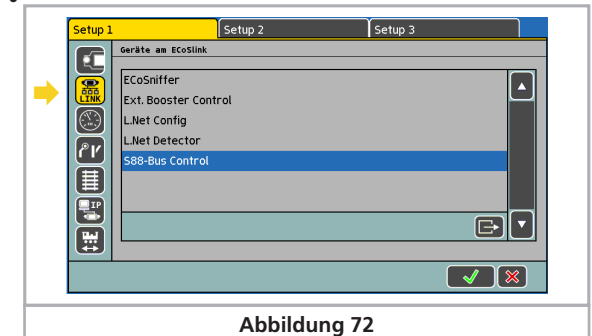 Setup 1
Setup 2
Setup 3
Geräte am ECoSlink
LINK
IP
ECoSniffer
Ext. Booster Control
L.Net Config
L.Net Detector
S88-Bus Control
Abbildung 72